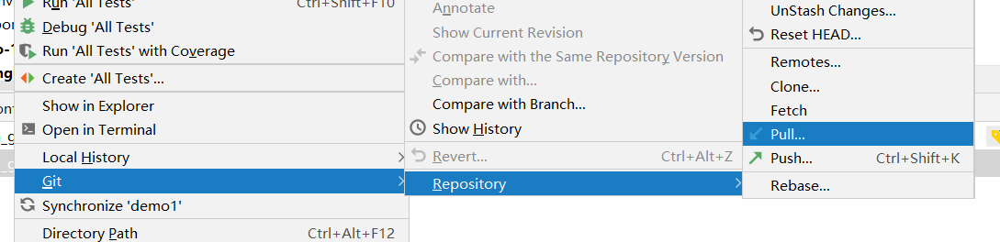 Run 'All Tests' Ctrl+Shift+F10
Debug 'All Tests'
Run 'All Tests' with Coverage
Create 'All Tests'...
Show in Explorer
Open in Terminal
Local History
Git
Synchronize 'demo1'
Directory Path Ctrl+Alt+F12
Annotate
Show Current Revision
Compare with the Same Repository Version
Compare with...
Compare with Branch...
Show History
Revert... Ctrl+Alt+Z
Repository
UnStash Changes...
Reset HEAD...
Remotes...
Clone...
Fetch
Pull...
Push... Ctrl+Shift+K
Rebase...